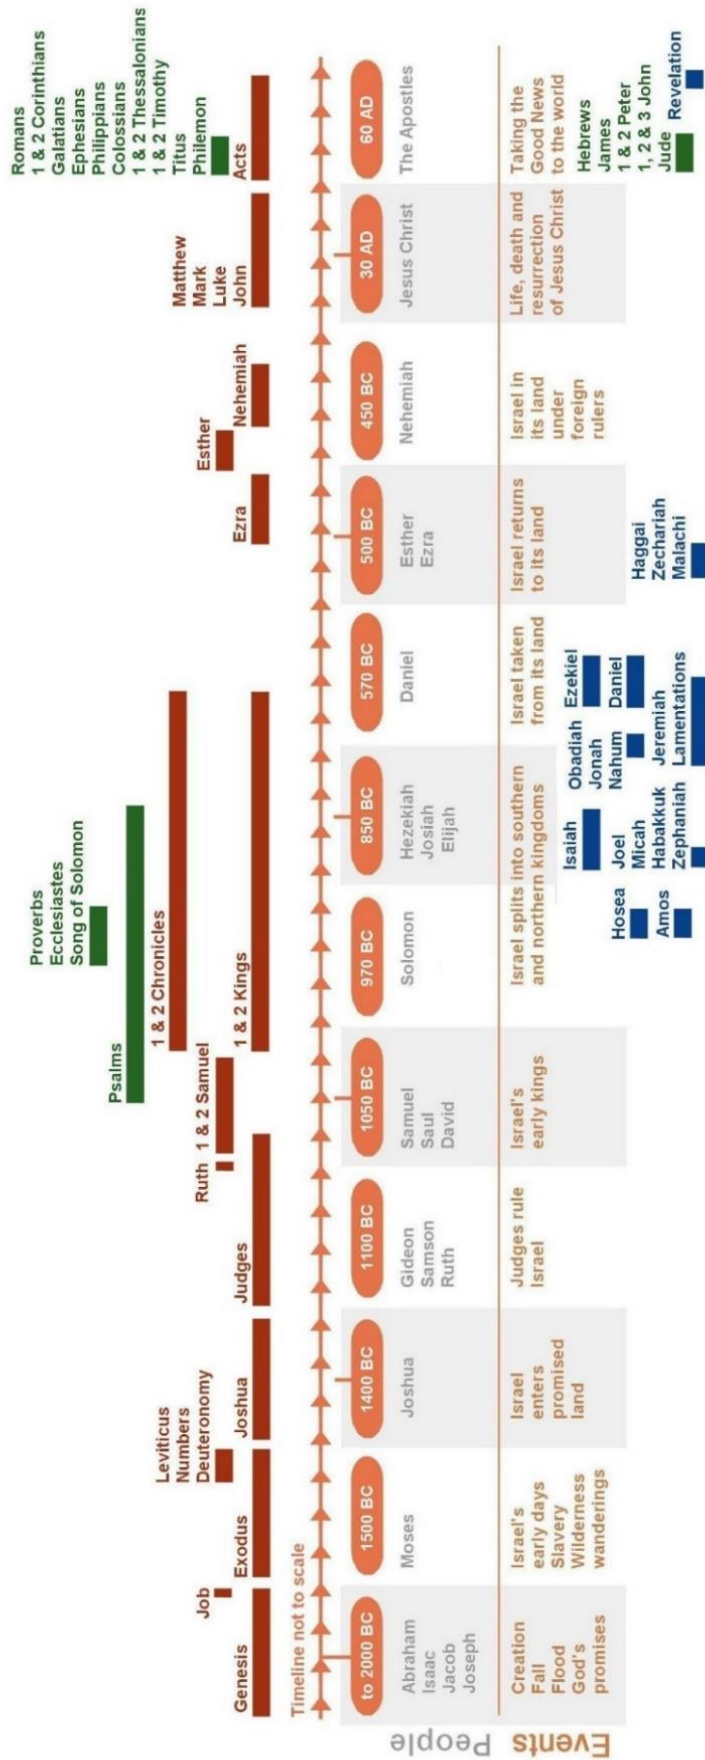 Proverbs
Ecclesiastes
Song of Solomon
Psalms
1 & 2 Chronicles
Job
Leviticus
Numbers
Deuteronomy
Ruth
1 & 2 Samuel
Esther
Genesis
Exodus
Joshua
Judges
1 & 2 Kings
Ezra
Nehemiah
Matthew
Mark
Luke
John
Romans
1 & 2 Corinthians
Galatians
Ephesians
Philippians
Colossians
1 & 2 Thessalonians
1 & 2 Timothy
Titus
Philemon
Acts
Timeline not to scale
to 2000 BC
1500 BC
1400 BC
1100 BC
1050 BC
970 BC
850 BC
570 BC
500 BC
450 BC
30 AD
60 AD
People
Abraham
Isaac
Jacob
Joseph
Moses
Joshua
Gideon
Samson
Ruth
Samuel
Saul
David
Solomon
Hezekiah
Josiah
Elijah
Daniel
Esther
Ezra
Nehemiah
Jesus Christ
The Apostles
Events
Creation
Fall
Flood
God's
promises
Israel's
early days
Slavery
Wilderness
wanderings
Israel
enters
promised
land
Judges rule
Israel
Israel's
early kings
Israel splits into southern
and northern kingdoms
Israel taken
from its land
Israel returns
to its land
Israel in
its land
under
foreign
rulers
Life, death and
resurrection
of Jesus Christ
Taking the
Good News
to the world
Hosea
Amos
Isaiah
Joel
Micah
Habakkuk
Zephaniah
Obadiah
Jonah
Nahum
Jeremiah
Lamentations
Ezekiel
Daniel
Haggai
Zechariah
Malachi
Hebrews
James
1 & 2 Peter
1, 2 & 3 John
Jude
Revelation